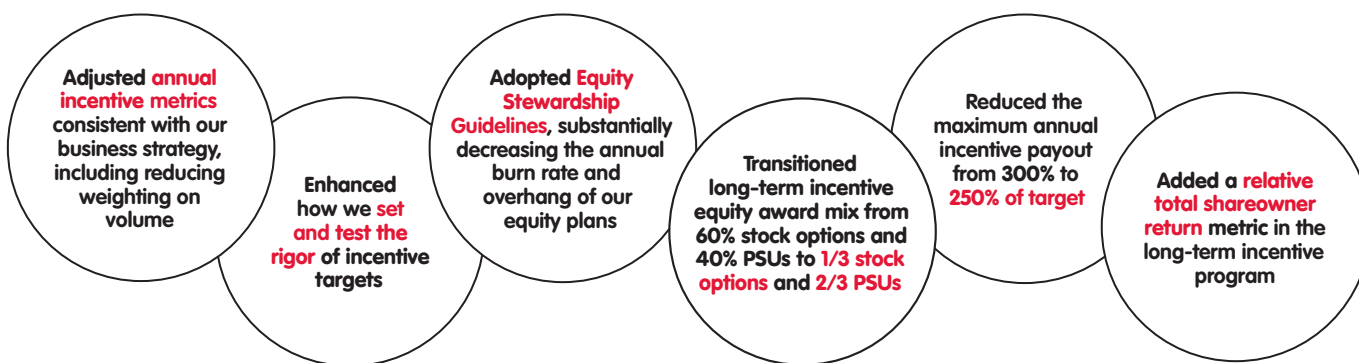 Adjusted annual
incentive metrics
consistent with our
business strategy,
including reducing
weighting on
volume
Enhanced
how we set
and test the
rigor of incentive
targets
Adopted Equity
Stewardship
Guidelines, substantially
decreasing the annual
burn rate and
overhang of our
equity plans
Transitioned
long-term incentive
equity award mix from
60% stock options and
40% PSUs to 1/3 stock
options and 2/3 PSUs
Reduced the
maximum annual
incentive payout
from 300% to
250% of target
Added a relative
total shareowner
return metric in the
long-term incentive
program